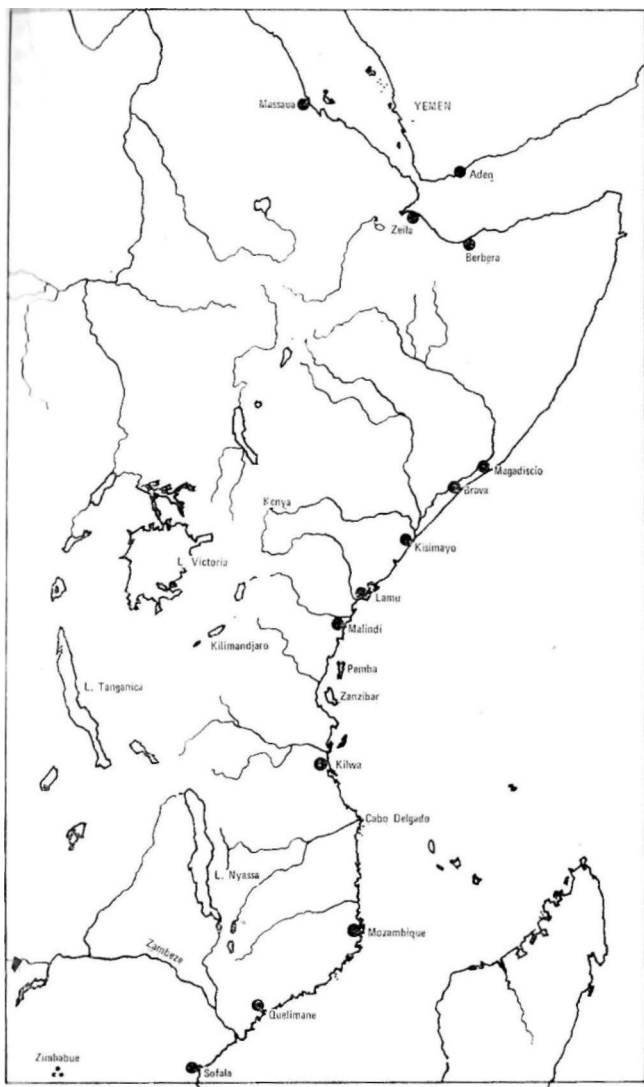 Massaua
YEMEN
Aden
Zeila
Berbera
Magadiscio
Brava
Kenya
Kisimayo
L. Victoria
Lamu
Malindi
Kilimandjaro
Pemba
L. Tanganica
Zanzibar
Kilwa
Cabo Delgado
L. Nyassa
Mozambique
Zambeze
Quelimane
Zimbabue
Sofala